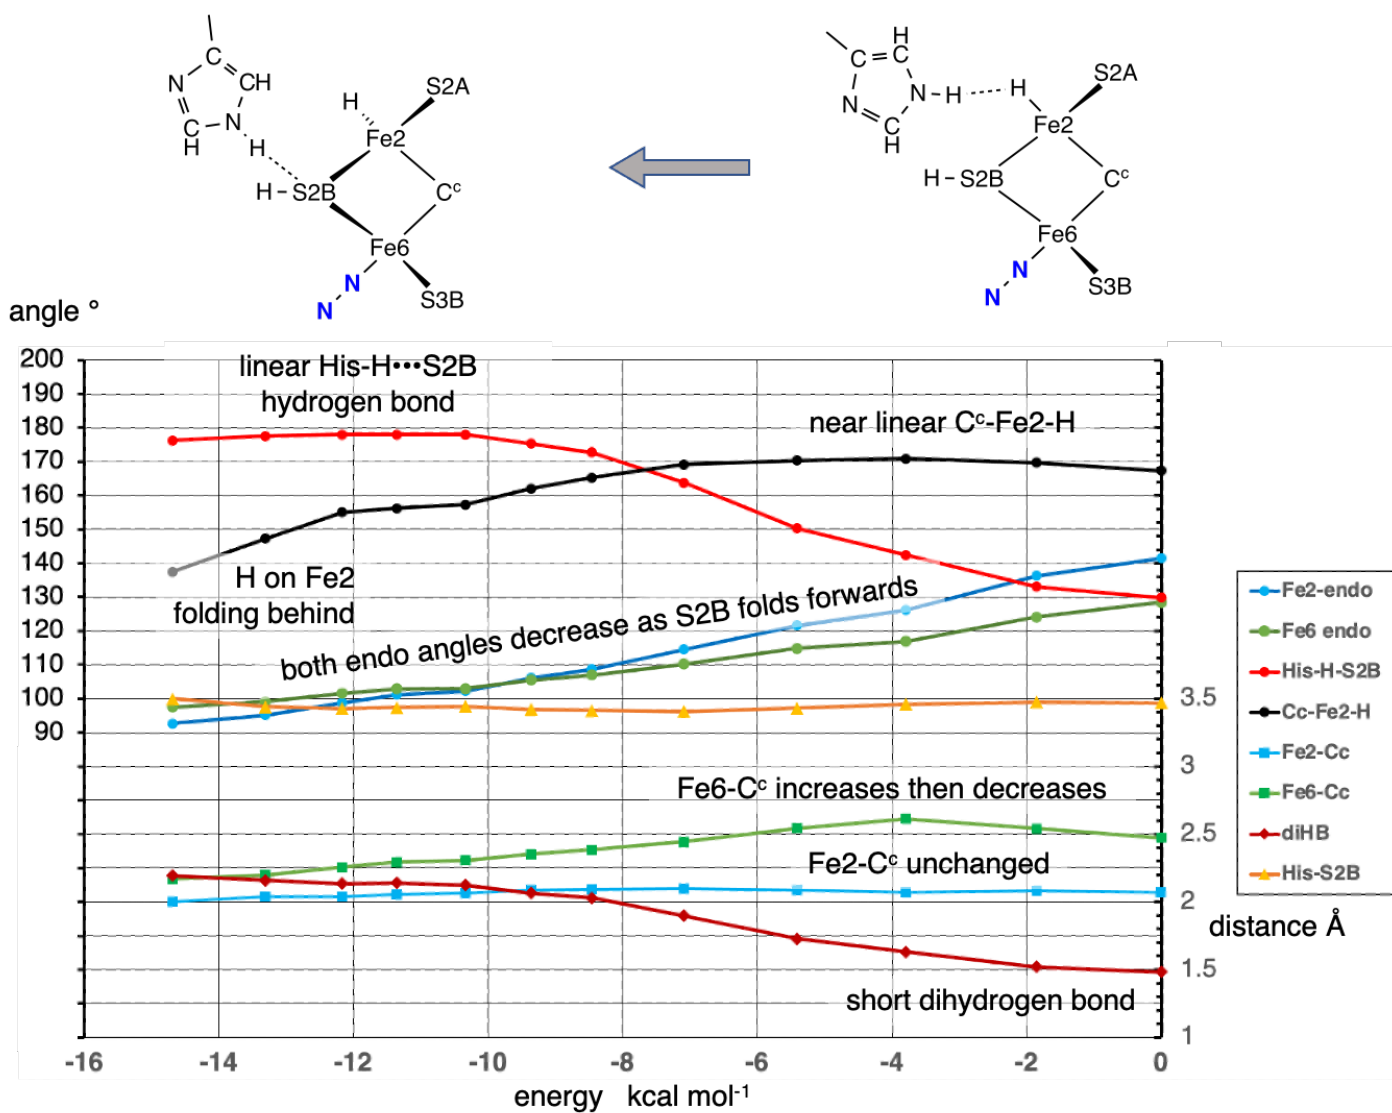 C
N
CH
C
N
H
H
H
S2A
Fe2
H-S2B
Cᶜ
Fe6
N
N
S3B
H
C
C
N-H
N
C
H
H
S2A
Fe2
H-S2B
Cᶜ
Fe6
N
N
S3B
angle °
200
190
180
170
160
150
140
130
120
110
100
90
linear His-H•••S2B
hydrogen bond
near linear Cᶜ-Fe2-H
H on Fe2
folding behind
both endo angles decrease as S2B folds forwards
Fe6-Cᶜ increases then decreases
Fe2-Cᶜ unchanged
short dihydrogen bond
3.5
3
2.5
2
1.5
1
distance Å
-16 -14 -12 -10 -8 -6 -4 -2 0
energy kcal mol⁻¹
Fe2-endo
Fe6 endo
His-H-S2B
Cc-Fe2-H
Fe2-Cc
Fe6-Cc
diHB
His-S2B